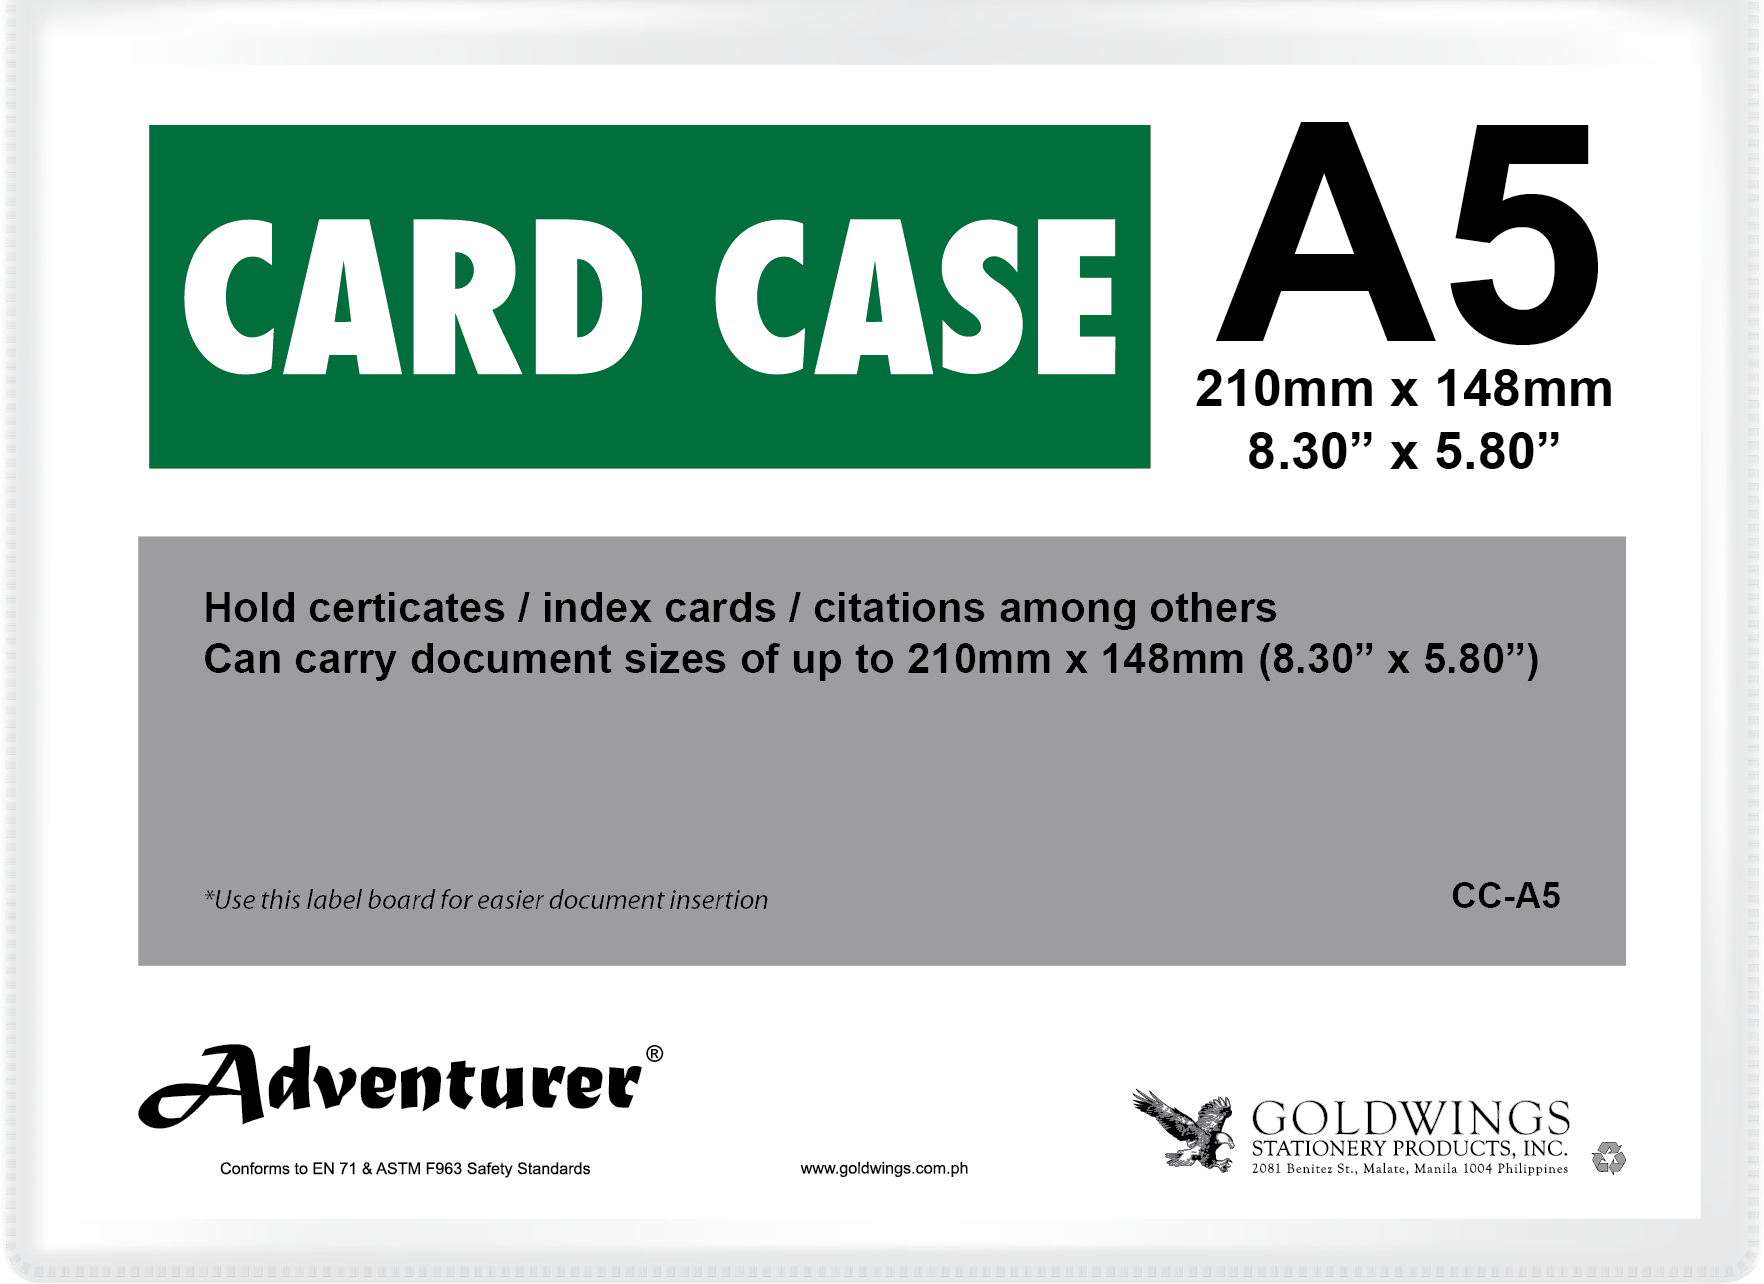 CARD CASE
A5
210mm x 148mm
8.30” x 5.80”
Hold certicates / index cards / citations among others
Can carry document sizes of up to 210mm x 148mm (8.30” x 5.80”)
*Use this label board for easier document insertion
CC-A5
Adventurer®
Conforms to EN 71 & ASTM F963 Safety Standards
www.goldwings.com.ph
GOLDWINGS
STATIONERY PRODUCTS, INC.
2081 Benitez St., Malate, Manila 1004 Philippines